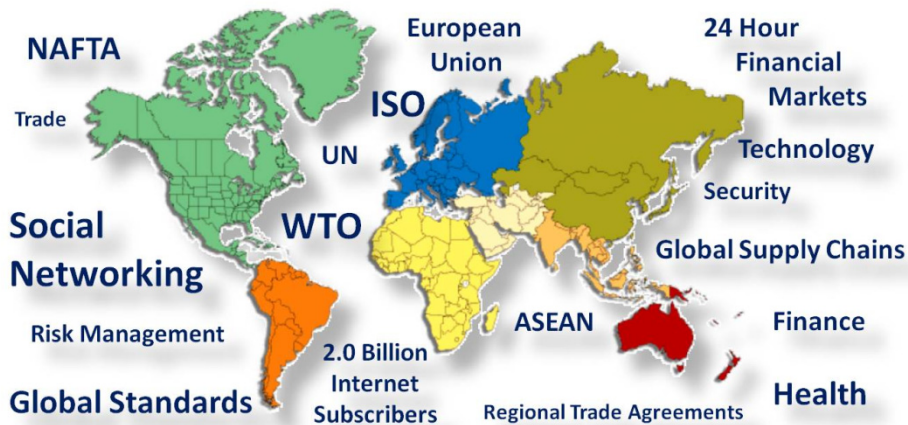 NAFTA
European
Union
24 Hour
Financial
Markets
ISO
Trade
UN
Technology
Security
Social
Networking
WTO
Global Supply Chains
Risk Management
ASEAN
Finance
2.0 Billion
Internet
Subscribers
Global Standards
Regional Trade Agreements
Health